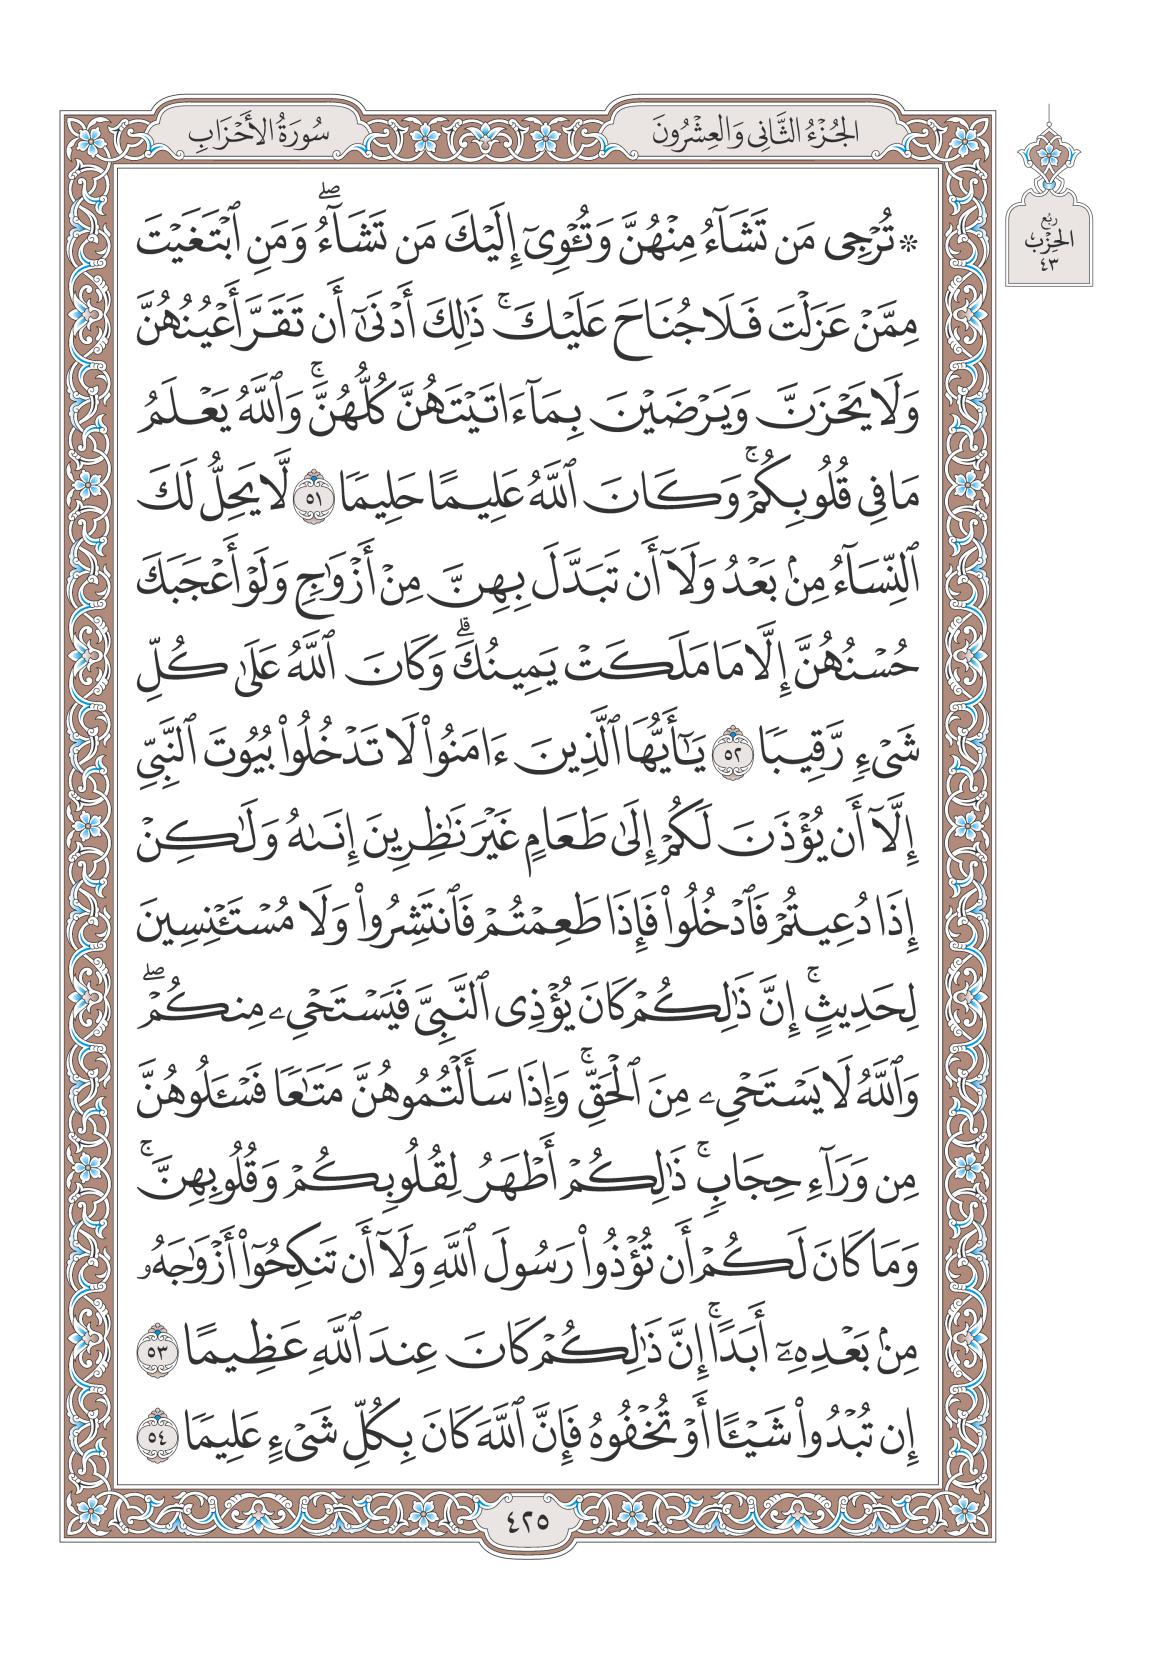 الجُزْءُ الثَّانِي وَالعِشْرُونَ
سُورَةُ الأَحْزَابِ
رُبْع
الحِزْب
٤٣
۞ تُرْجِى مَن تَشَآءُ مِنْهُنَّ وَتُـْٔوِىٓ إِلَيْكَ مَن تَشَآءُۖ وَمَنِ ٱبْتَغَيْتَ
مِمَّنْ عَزَلْتَ فَلَا جُنَاحَ عَلَيْكَۚ ذَٰلِكَ أَدْنَىٰٓ أَن تَقَرَّ أَعْيُنُهُنَّ
وَلَا يَحْزَنَّ وَيَرْضَيْنَ بِمَآ ءَاتَيْتَهُنَّ كُلُّهُنَّۚ وَٱللَّهُ يَعْلَمُ
مَا فِى قُلُوبِكُمْۚ وَكَانَ ٱللَّهُ عَلِيمًا حَلِيمًا ٥١ لَّا يَحِلُّ لَكَ
ٱلنِّسَآءُ مِنۢ بَعْدُ وَلَآ أَن تَبَدَّلَ بِهِنَّ مِنْ أَزْوَٰجٍ وَلَوْ أَعْجَبَكَ
حُسْنُهُنَّ إِلَّا مَا مَلَكَتْ يَمِينُكَۗ وَكَانَ ٱللَّهُ عَلَىٰ كُلِّ
شَىْءٍ رَّقِيبًا ٥٢ يَٰٓأَيُّهَا ٱلَّذِينَ ءَامَنُوا۟ لَا تَدْخُلُوا۟ بُيُوتَ ٱلنَّبِىِّ
إِلَّآ أَن يُؤْذَنَ لَكُمْ إِلَىٰ طَعَامٍ غَيْرَ نَٰظِرِينَ إِنَىٰهُ وَلَٰكِنْ
إِذَا دُعِيتُمْ فَٱدْخُلُوا۟ فَإِذَا طَعِمْتُمْ فَٱنتَشِرُوا۟ وَلَا مُسْتَـْٔنِسِينَ
لِحَدِيثٍۚ إِنَّ ذَٰلِكُمْ كَانَ يُؤْذِى ٱلنَّبِىَّ فَيَسْتَحْىِۦ مِنكُمْۖ
وَٱللَّهُ لَا يَسْتَحْىِۦ مِنَ ٱلْحَقِّۚ وَإِذَا سَأَلْتُمُوهُنَّ مَتَٰعًا فَسْـَٔلُوهُنَّ
مِن وَرَآءِ حِجَابٍۚ ذَٰلِكُمْ أَطْهَرُ لِقُلُوبِكُمْ وَقُلُوبِهِنَّۚ
وَمَا كَانَ لَكُمْ أَن تُؤْذُوا۟ رَسُولَ ٱللَّهِ وَلَآ أَن تَنكِحُوٓا۟ أَزْوَٰجَهُۥ
مِنۢ بَعْدِهِۦٓ أَبَدًاۚ إِنَّ ذَٰلِكُمْ كَانَ عِندَ ٱللَّهِ عَظِيمًا ٥٣
إِن تُبْدُوا۟ شَيْـًٔا أَوْ تُخْفُوهُ فَإِنَّ ٱللَّهَ كَانَ بِكُلِّ شَىْءٍ عَلِيمًا ٥٤
٤٢٥